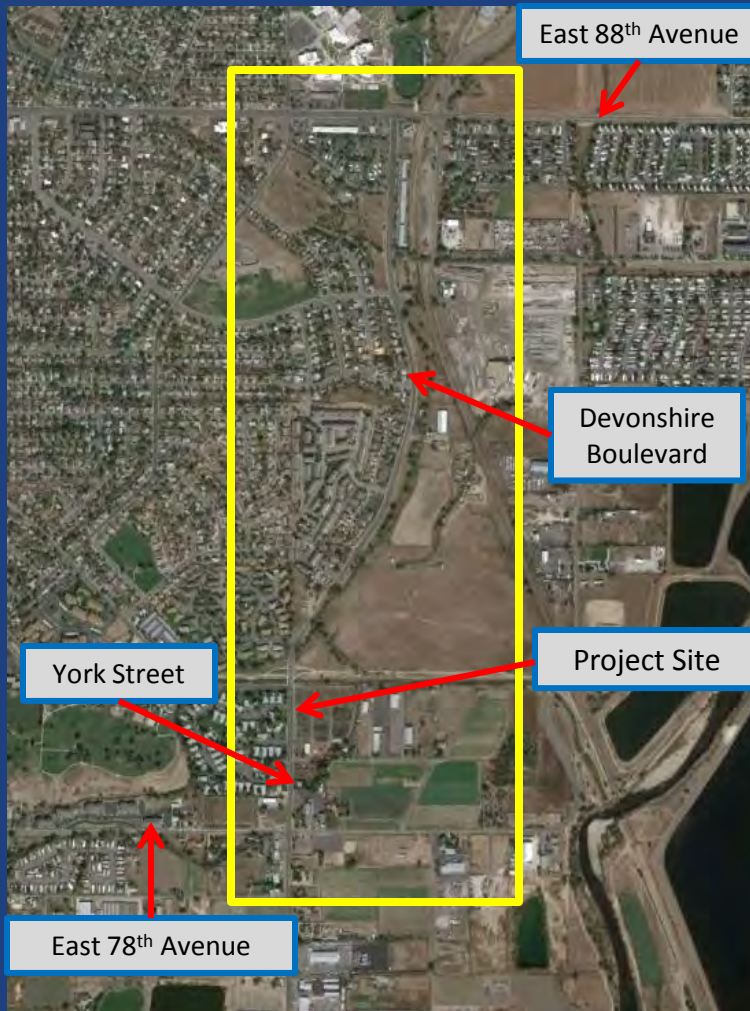 East 88th Avenue
Devonshire
Boulevard
York Street
Project Site
East 78th Avenue